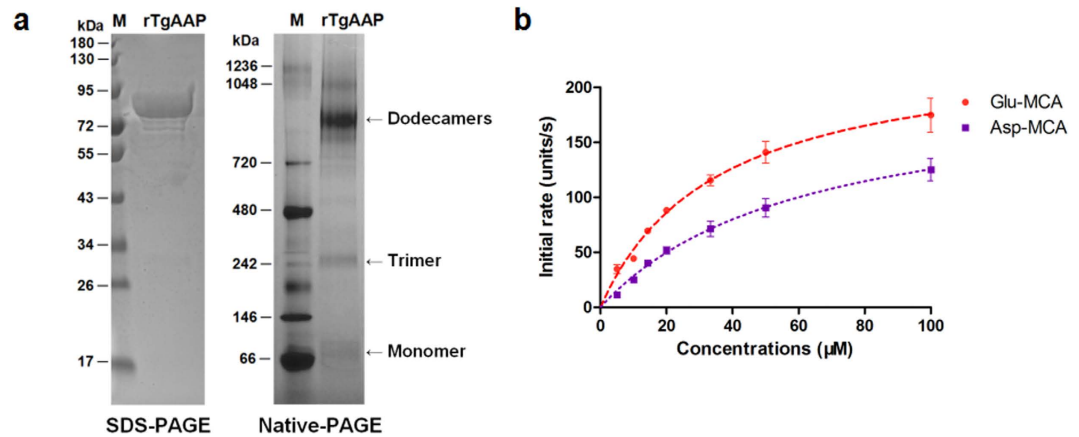 a
kDa M rTgAAP
180
130
95
72
55
43
34
26
17
SDS-PAGE
M rTgAAP
kDa
1236
1048
720
480
242
146
66
Dodecamers
Trimer
Monomer
Native-PAGE
b
200
150
100
50
0
Initial rate (units/s)
0 20 40 60 80 100
Concentrations (µM)
Glu-MCA
Asp-MCA